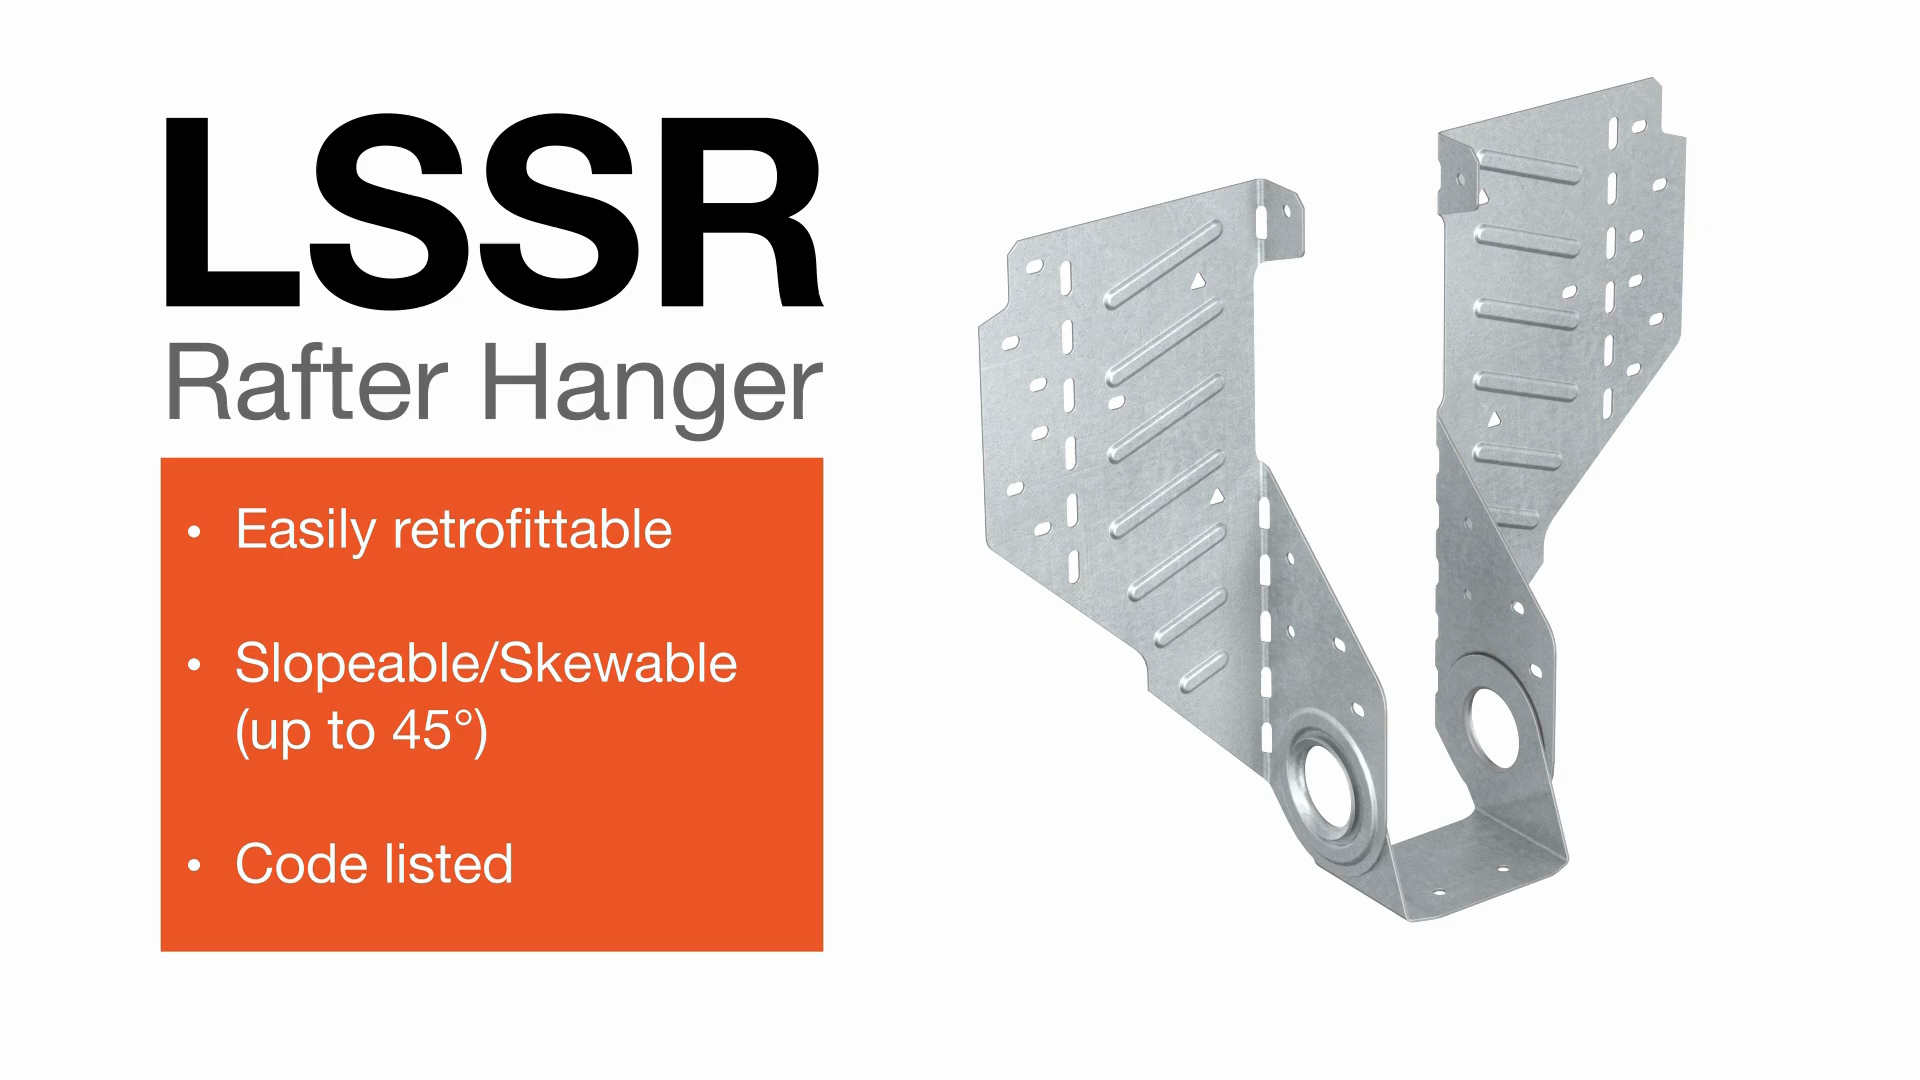 LSSR
Rafter Hanger
• Easily retrofittable
• Slopeable/Skewable
(up to 45°)
• Code listed